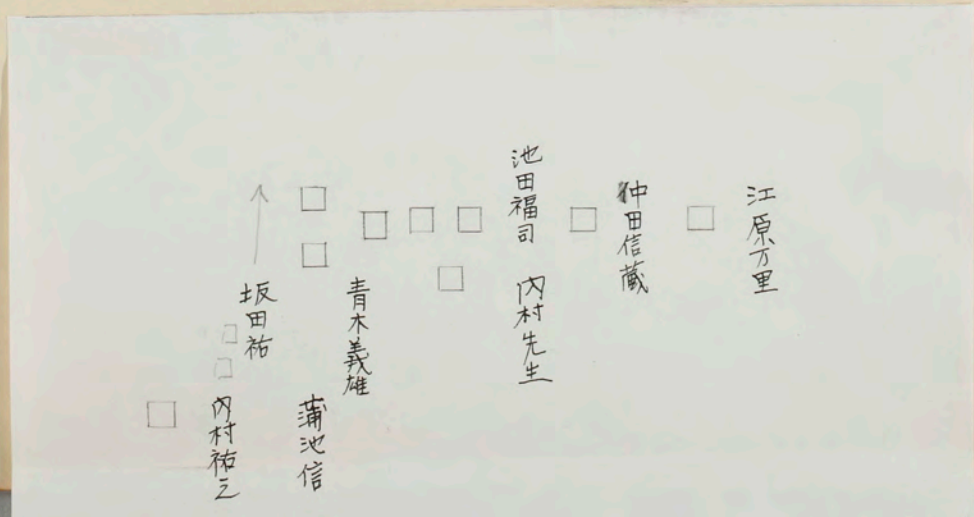 江原万里
仲田信蔵
池田福司
内村先生
青木義雄
蒲池信
坂田祐
内村祐之